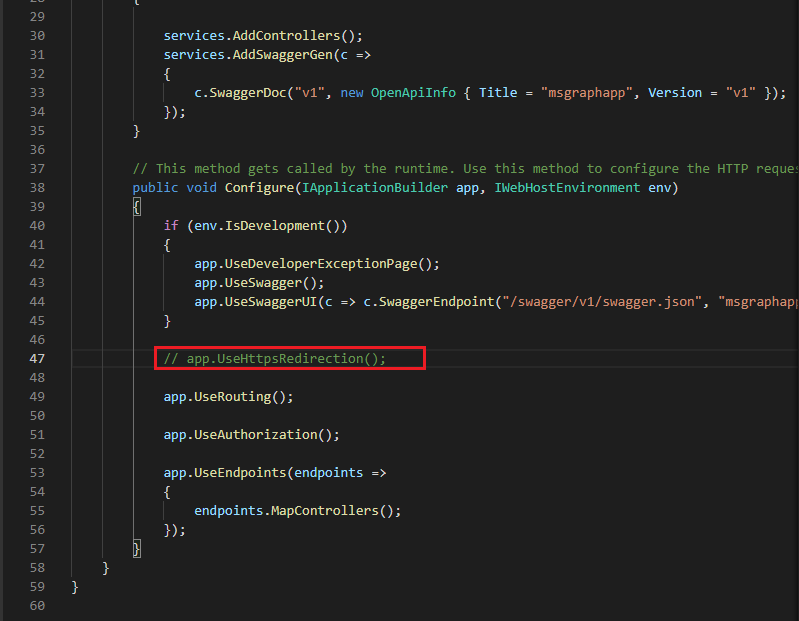 28 {
29
30 services.AddControllers();
31 services.AddSwaggerGen(c =>
32 {
33 c.SwaggerDoc("v1", new OpenApiInfo { Title = "msgraphapp", Version = "v1" });
34 });
35 }
36
37 // This method gets called by the runtime. Use this method to configure the HTTP reques
38 public void Configure(IApplicationBuilder app, IWebHostEnvironment env)
39 {
40 if (env.IsDevelopment())
41 {
42 app.UseDeveloperExceptionPage();
43 app.UseSwagger();
44 app.UseSwaggerUI(c => c.SwaggerEndpoint("/swagger/v1/swagger.json", "msgraphapp
45 }
46
47 // app.UseHttpsRedirection();
48
49 app.UseRouting();
50
51 app.UseAuthorization();
52
53 app.UseEndpoints(endpoints =>
54 {
55 endpoints.MapControllers();
56 });
57 }
58 }
59 }
60